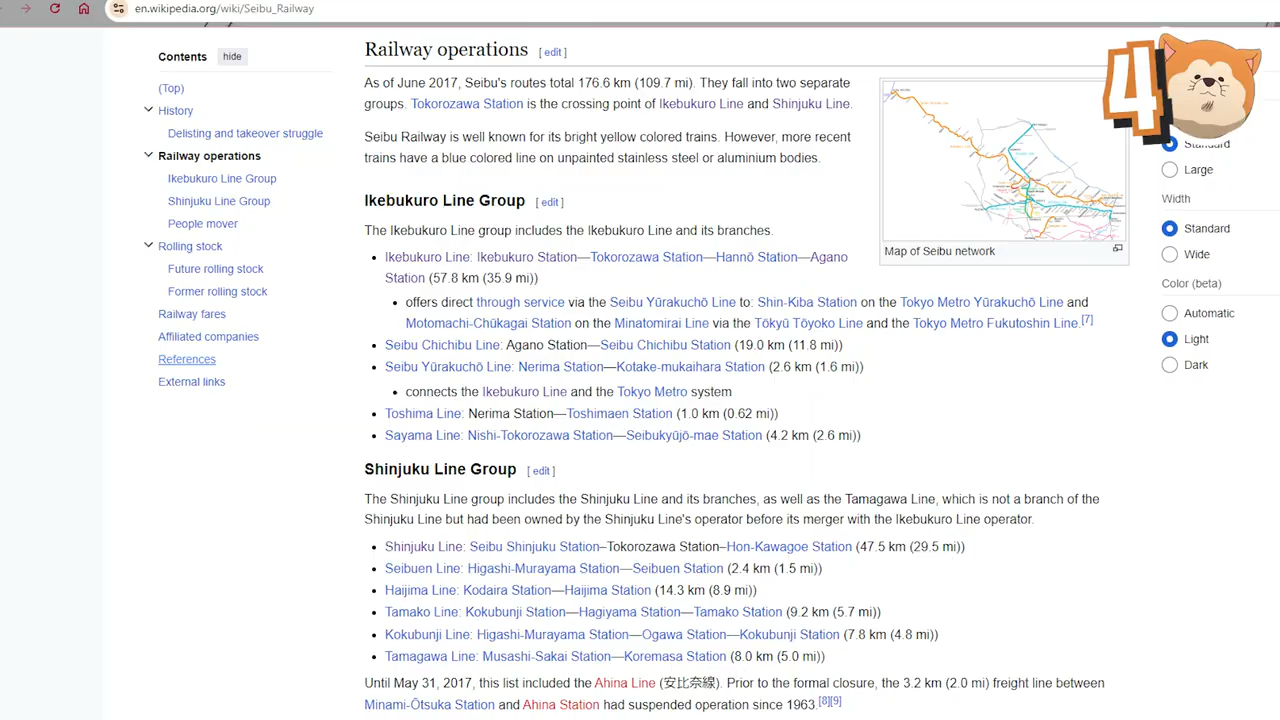 en.wikipedia.org/wiki/Seibu_Railway
Contents hide
(Top)
History
Delisting and takeover struggle
Railway operations
Ikebukuro Line Group
Shinjuku Line Group
People mover
Rolling stock
Future rolling stock
Former rolling stock
Railway fares
Affiliated companies
References
External links
Railway operations [ edit ]
As of June 2017, Seibu's routes total 176.6 km (109.7 mi). They fall into two separate
groups. Tokorozawa Station is the crossing point of Ikebukuro Line and Shinjuku Line.
Seibu Railway is well known for its bright yellow colored trains. However, more recent
trains have a blue colored line on unpainted stainless steel or aluminium bodies.
Map of Seibu network
Ikebukuro Line Group [ edit ]
The Ikebukuro Line group includes the Ikebukuro Line and its branches.
Ikebukuro Line: Ikebukuro Station—Tokorozawa Station—Hannō Station—Agano
Station (57.8 km (35.9 mi))
offers direct through service via the Seibu Yūrakuchō Line to: Shin-Kiba Station on the Tokyo Metro Yūrakuchō Line and
Motomachi-Chūkagai Station on the Minatomirai Line via the Tōkyū Tōyoko Line and the Tokyo Metro Fukutoshin Line.[7]
Seibu Chichibu Line: Agano Station—Seibu Chichibu Station (19.0 km (11.8 mi))
Seibu Yūrakuchō Line: Nerima Station—Kotake-mukaihara Station (2.6 km (1.6 mi))
connects the Ikebukuro Line and the Tokyo Metro system
Toshima Line: Nerima Station—Toshimaen Station (1.0 km (0.62 mi))
Sayama Line: Nishi-Tokorozawa Station—Seibukyūjō-mae Station (4.2 km (2.6 mi))
Shinjuku Line Group [ edit ]
The Shinjuku Line group includes the Shinjuku Line and its branches, as well as the Tamagawa Line, which is not a branch of the
Shinjuku Line but had been owned by the Shinjuku Line's operator before its merger with the Ikebukuro Line operator.
Shinjuku Line: Seibu Shinjuku Station–Tokorozawa Station–Hon-Kawagoe Station (47.5 km (29.5 mi))
Seibuen Line: Higashi-Murayama Station—Seibuen Station (2.4 km (1.5 mi))
Haijima Line: Kodaira Station—Haijima Station (14.3 km (8.9 mi))
Tamako Line: Kokubunji Station—Hagiyama Station—Tamako Station (9.2 km (5.7 mi))
Kokubunji Line: Higashi-Murayama Station—Ogawa Station—Kokubunji Station (7.8 km (4.8 mi))
Tamagawa Line: Musashi-Sakai Station—Koremasa Station (8.0 km (5.0 mi))
Until May 31, 2017, this list included the Ahina Line (安比奈線). Prior to the formal closure, the 3.2 km (2.0 mi) freight line between
Minami-Ōtsuka Station and Ahina Station had suspended operation since 1963.[8][9]
4
Standard
Large
Width
Standard
Wide
Color (beta)
Automatic
Light
Dark